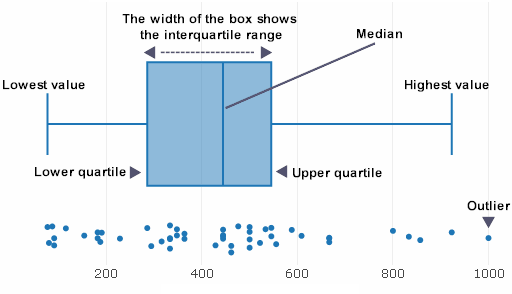 The width of the box shows
the interquartile range
Median
Lowest value
Highest value
Lower quartile
Upper quartile
Outlier
200 400 600 800 1000